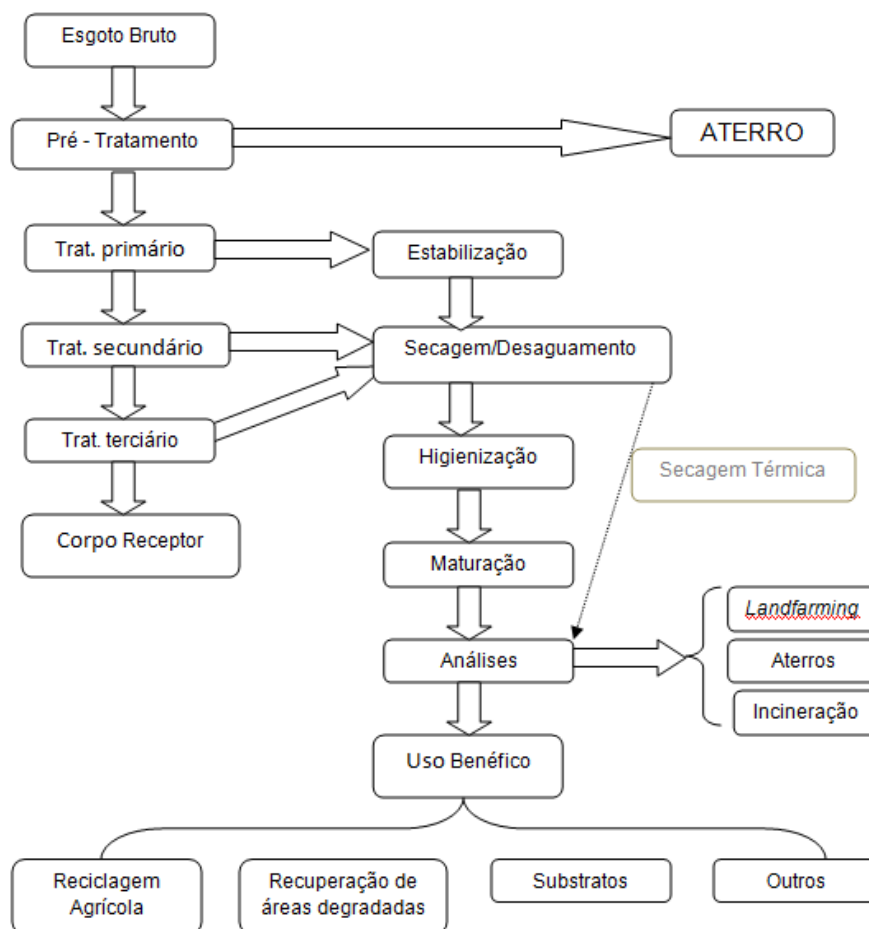 Esgoto Bruto
Pré - Tratamento
ATERRO
Trat. primário
Estabilização
Trat. secundário
Secagem/Desaguamento
Trat. terciário
Higienização
Secagem Térmica
Corpo Receptor
Maturação
Landfarming
Análises
Aterros
Incineração
Uso Benéfico
Reciclagem
Agrícola
Recuperação de
áreas degradadas
Substratos
Outros